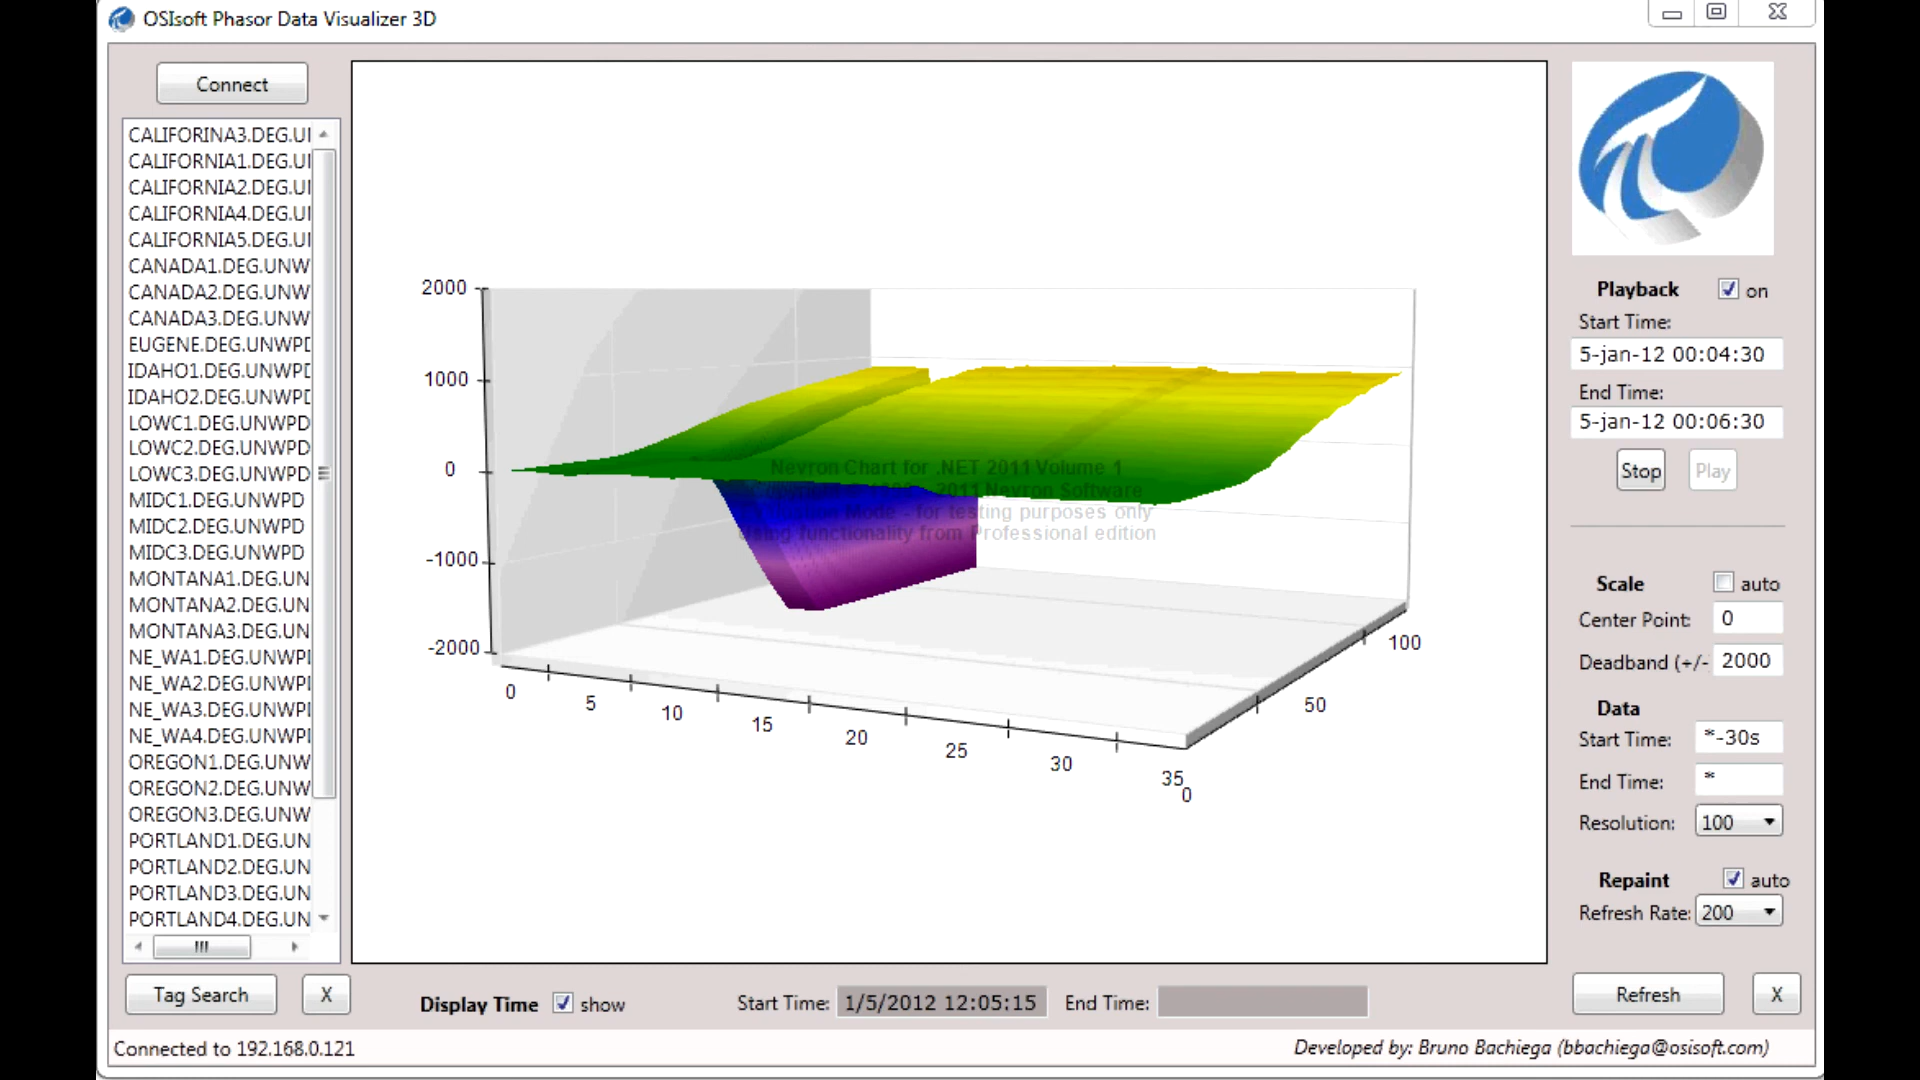 OSIsoft Phasor Data Visualizer 3D
Connect
CALIFORINA3.DEG.UI
CALIFORNIA1.DEG.UI
CALIFORNIA2.DEG.UI
CALIFORNIA4.DEG.UI
CALIFORNIA5.DEG.UI
CANADA1.DEG.UNW
CANADA2.DEG.UNW
CANADA3.DEG.UNW
EUGENE.DEG.UNWPD
IDAHO1.DEG.UNWPD
IDAHO2.DEG.UNWPD
LOWC1.DEG.UNWPD
LOWC2.DEG.UNWPD
LOWC3.DEG.UNWPD
MIDC1.DEG.UNWPD
MIDC2.DEG.UNWPD
MIDC3.DEG.UNWPD
MONTANA1.DEG.UN
MONTANA2.DEG.UN
MONTANA3.DEG.UN
NE_WA1.DEG.UNWPI
NE_WA2.DEG.UNWPI
NE_WA3.DEG.UNWPI
NE_WA4.DEG.UNWPI
OREGON1.DEG.UNW
OREGON2.DEG.UNW
OREGON3.DEG.UNW
PORTLAND1.DEG.UN
PORTLAND2.DEG.UN
PORTLAND3.DEG.UN
PORTLAND4.DEG.UN
Tag Search X
2000
1000
0
-1000
-2000
0 5 10 15 20 25 30 35
0 50 100
Nevron Chart for .NET 2011 Volume 1
2011 Nevron Software
Mode - for testing purposes only
Using functionality from Professional edition
Display Time show
Start Time: 1/5/2012 12:05:15 End Time:
Playback on
Start Time:
5-jan-12 00:04:30
End Time:
5-jan-12 00:06:30
Stop Play
Scale auto
Center Point: 0
Deadband (+/- 2000
Data
Start Time: *-30s
End Time: *
Resolution: 100
Repaint auto
Refresh Rate: 200
Refresh X
Connected to 192.168.0.121
Developed by: Bruno Bachiega (bbachiega@osisoft.com)